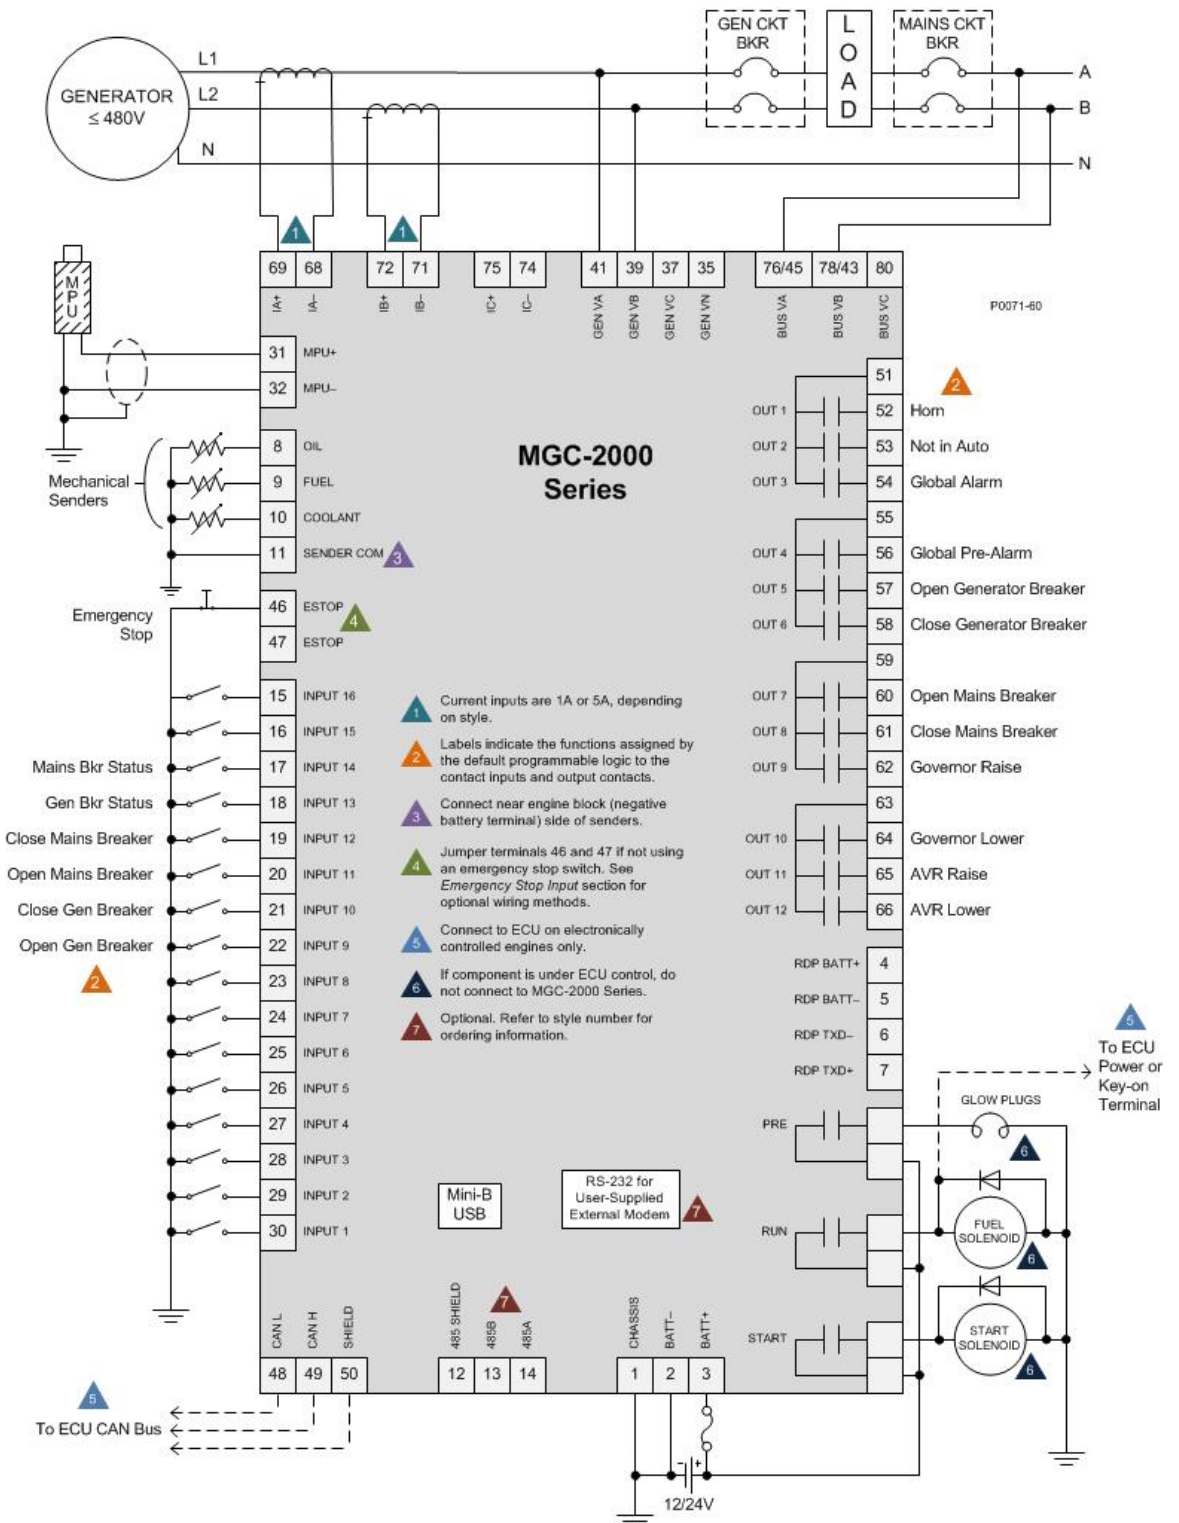 GEN CKT
BKR
L
O
A
D
MAINS CKT
BKR
GENERATOR
≤ 480V
L1
L2
N
A
B
N
1
1
69 68 72 71 75 74 41 39 37 35 76/45 78/43 80
IA+ IA– IB+ IB– IC+ IC– GEN VA GEN VB GEN VC GEN VN BUS VA BUS VB BUS VC
P0071-60
MPU
31 MPU+
32 MPU–
MGC-2000
Series
Mechanical
Senders
8 OIL
9 FUEL
10 COOLANT
11 SENDER COM 3
Emergency
Stop
46 ESTOP
4
47 ESTOP
15 INPUT 16
16 INPUT 15
Mains Bkr Status 17 INPUT 14
Gen Bkr Status 18 INPUT 13
Close Mains Breaker 19 INPUT 12
Open Mains Breaker 20 INPUT 11
Close Gen Breaker 21 INPUT 10
Open Gen Breaker 22 INPUT 9
2
23 INPUT 8
24 INPUT 7
25 INPUT 6
26 INPUT 5
27 INPUT 4
28 INPUT 3
29 INPUT 2
30 INPUT 1
1 Current inputs are 1A or 5A, depending
on style.
2 Labels indicate the functions assigned by
the default programmable logic to the
contact inputs and output contacts.
3 Connect near engine block (negative
battery terminal) side of senders.
4 Jumper terminals 46 and 47 if not using
an emergency stop switch. See
Emergency Stop Input section for
optional wiring methods.
5 Connect to ECU on electronically
controlled engines only.
6 If component is under ECU control, do
not connect to MGC-2000 Series.
7 Optional. Refer to style number for
ordering information.
51
2
OUT 1 52 Horn
OUT 2 53 Not in Auto
OUT 3 54 Global Alarm
55
OUT 4 56 Global Pre-Alarm
OUT 5 57 Open Generator Breaker
OUT 6 58 Close Generator Breaker
59
OUT 7 60 Open Mains Breaker
OUT 8 61 Close Mains Breaker
OUT 9 62 Governor Raise
63
OUT 10 64 Governor Lower
OUT 11 65 AVR Raise
OUT 12 66 AVR Lower
RDP BATT+ 4
RDP BATT– 5
RDP TXD– 6
RDP TXD+ 7
5
To ECU
Power or
Key-on
Terminal
GLOW PLUGS
PRE
6
Mini-B
USB
RS-232 for
User-Supplied
External Modem
7
RUN
FUEL
SOLENOID
6
START
START
SOLENOID
6
7
CAN L CAN H SHIELD 485 SHIELD 485B 485A CHASSIS BATT– BATT+
48 49 50 12 13 14 1 2 3
5
To ECU CAN Bus
- +
12/24V